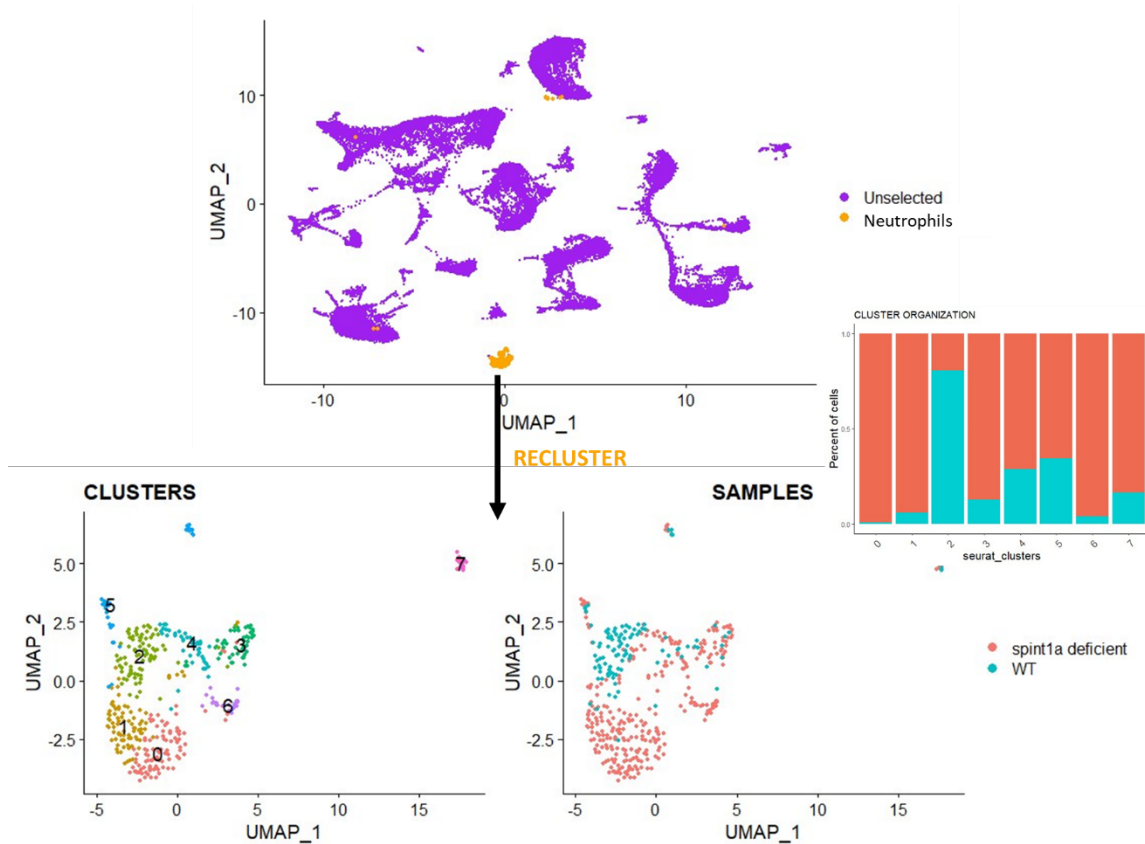 10
0
-10
UMAP_2
-10
0
10
UMAP_1
Unselected
Neutrophils
RECLUSTER
CLUSTER ORGANIZATION
1.0
0.5
0.0
Percent of cells
0
1
2
3
4
5
6
7
seurat_clusters
CLUSTERS
5.0
2.5
0.0
-2.5
UMAP_2
7
5
4
3
2
6
1
0
-5
0
5
10
15
UMAP_1
SAMPLES
5.0
2.5
0.0
-2.5
UMAP_2
-5
0
5
10
15
UMAP_1
spint1a deficient
WT